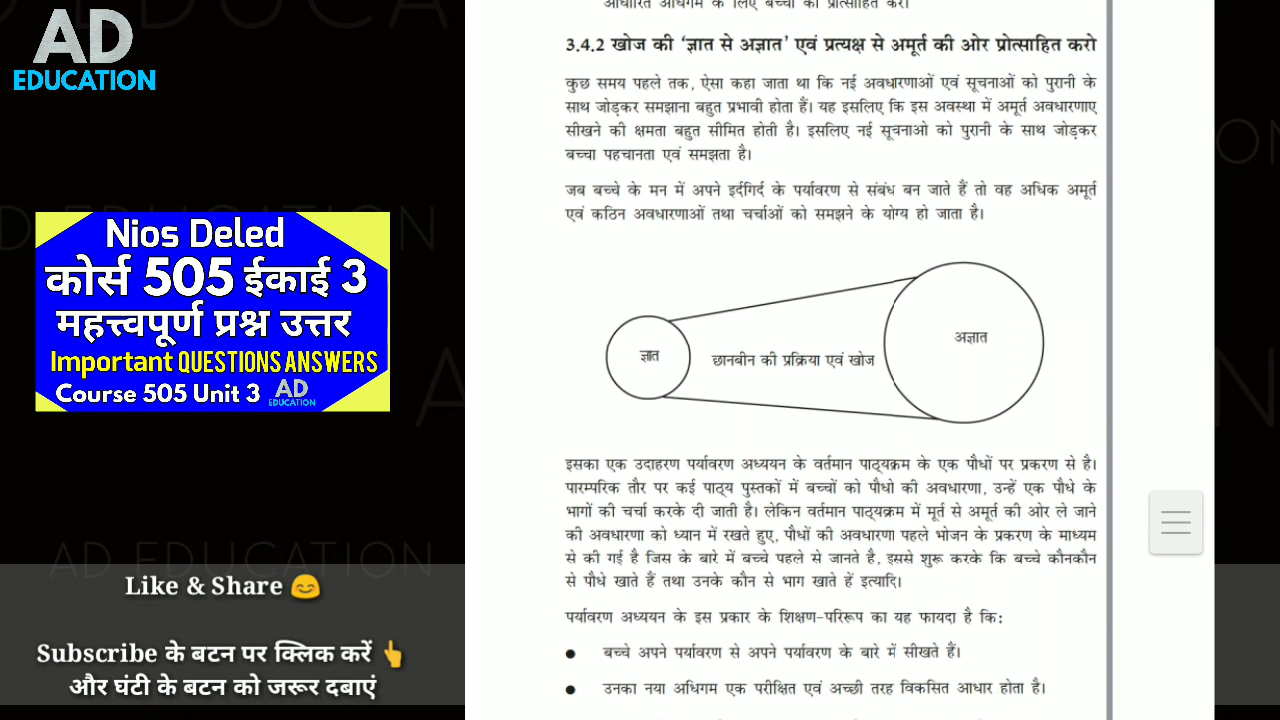 AD
EDUCATION
Nios Deled
कोर्स 505 ईकाई 3
महत्त्वपूर्ण प्रश्न उत्तर
Important QUESTIONS ANSWERS
Course 505 Unit 3 AD
EDUCATION
Like & Share 😊
Subscribe के बटन पर क्लिक करें 👆
और घंटी के बटन को जरूर दबाएं
आधारित अधिगम के लिए बच्चों को प्रोत्साहित करो।
3.4.2 खोज की ‘ज्ञात से अज्ञात’ एवं प्रत्यक्ष से अमूर्त की ओर प्रोत्साहित करो
कुछ समय पहले तक, ऐसा कहा जाता था कि नई अवधारणाओं एवं सूचनाओं को पुरानी के
साथ जोड़कर समझाना बहुत प्रभावी होता हैं। यह इसलिए कि इस अवस्था में अमूर्त अवधारणाए
सीखने की क्षमता बहुत सीमित होती है। इसलिए नई सूचनाओ को पुरानी के साथ जोड़कर
बच्चा पहचानता एवं समझता है।
जब बच्चे के मन में अपने इर्दगिर्द के पर्यावरण से संबंध बन जाते हैं तो वह अधिक अमूर्त
एवं कठिन अवधारणाओं तथा चर्चाओं को समझने के योग्य हो जाता है।
ज्ञात
छानबीन की प्रक्रिया एवं खोज
अज्ञात
इसका एक उदाहरण पर्यावरण अध्ययन के वर्तमान पाठ्यक्रम के एक पौधों पर प्रकरण से है।
पारम्परिक तौर पर कई पाठ्य पुस्तकों में बच्चों को पौधो की अवधारणा, उन्हें एक पौधे के
भागों की चर्चा करके दी जाती है। लेकिन वर्तमान पाठ्यक्रम में मूर्त से अमूर्त की ओर ले जाने
की अवधारणा को ध्यान में रखते हुए, पौधों की अवधारणा पहले भोजन के प्रकरण के माध्यम
से की गई है जिस के बारे में बच्चे पहले से जानते है, इससे शुरू करके कि बच्चे कौनकौन
से पौधे खाते हैं तथा उनके कौन से भाग खाते हें इत्यादि।
पर्यावरण अध्ययन के इस प्रकार के शिक्षण-परिरूप का यह फायदा है कि:
● बच्चे अपने पर्यावरण से अपने पर्यावरण के बारे में सीखते हैं।
● उनका नया अधिगम एक परीक्षित एवं अच्छी तरह विकसित आधार होता है।
AD EDUCATION